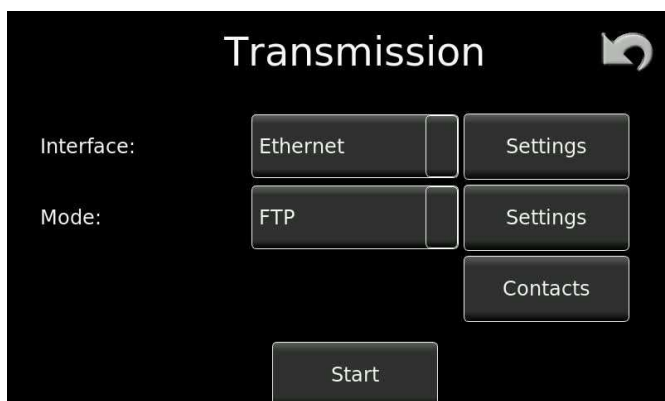 Transmission
Interface: Ethernet Settings
Mode: FTP Settings
Contacts
Start